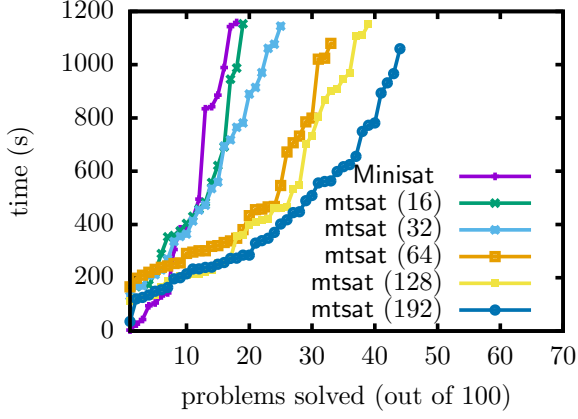 1200
1000
800
600
400
200
0
time (s)
Minisat
mtsat (16)
mtsat (32)
mtsat (64)
mtsat (128)
mtsat (192)
10 20 30 40 50 60 70
problems solved (out of 100)